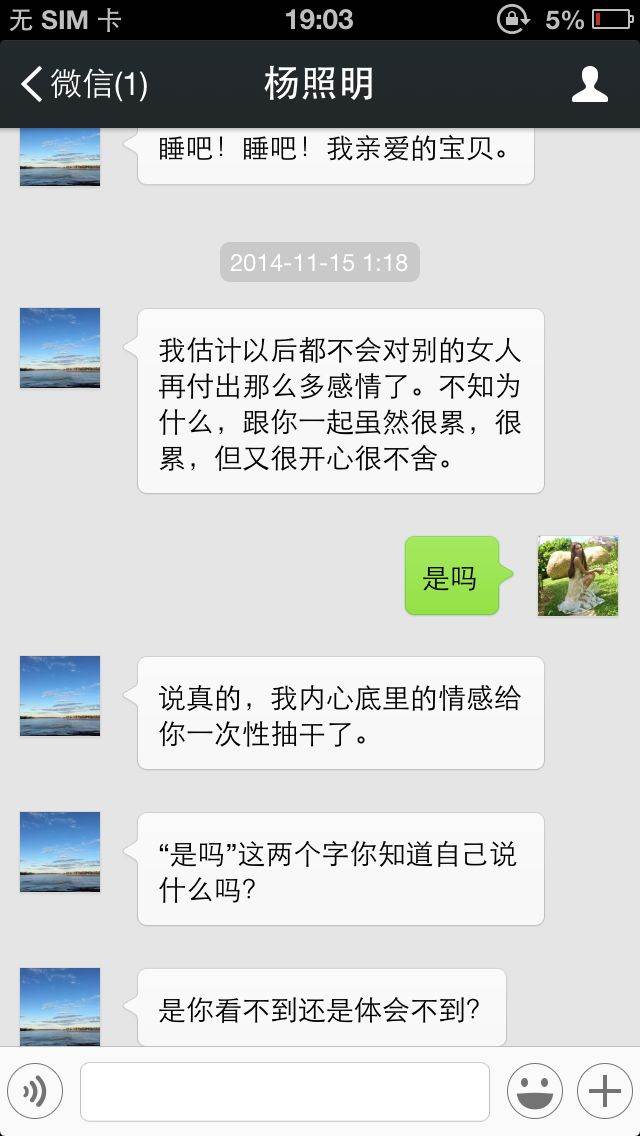 无 SIM 卡
19:03
5%
微信(1)
杨照明
睡吧！睡吧！我亲爱的宝贝。
2014-11-15 1:18
我估计以后都不会对别的女人
再付出那么多感情了。不知为
什么，跟你一起虽然很累，很
累，但又很开心很不舍。
是吗
说真的，我内心底里的情感给
你一次性抽干了。
“是吗”这两个字你知道自己说
什么吗？
是你看不到还是体会不到？